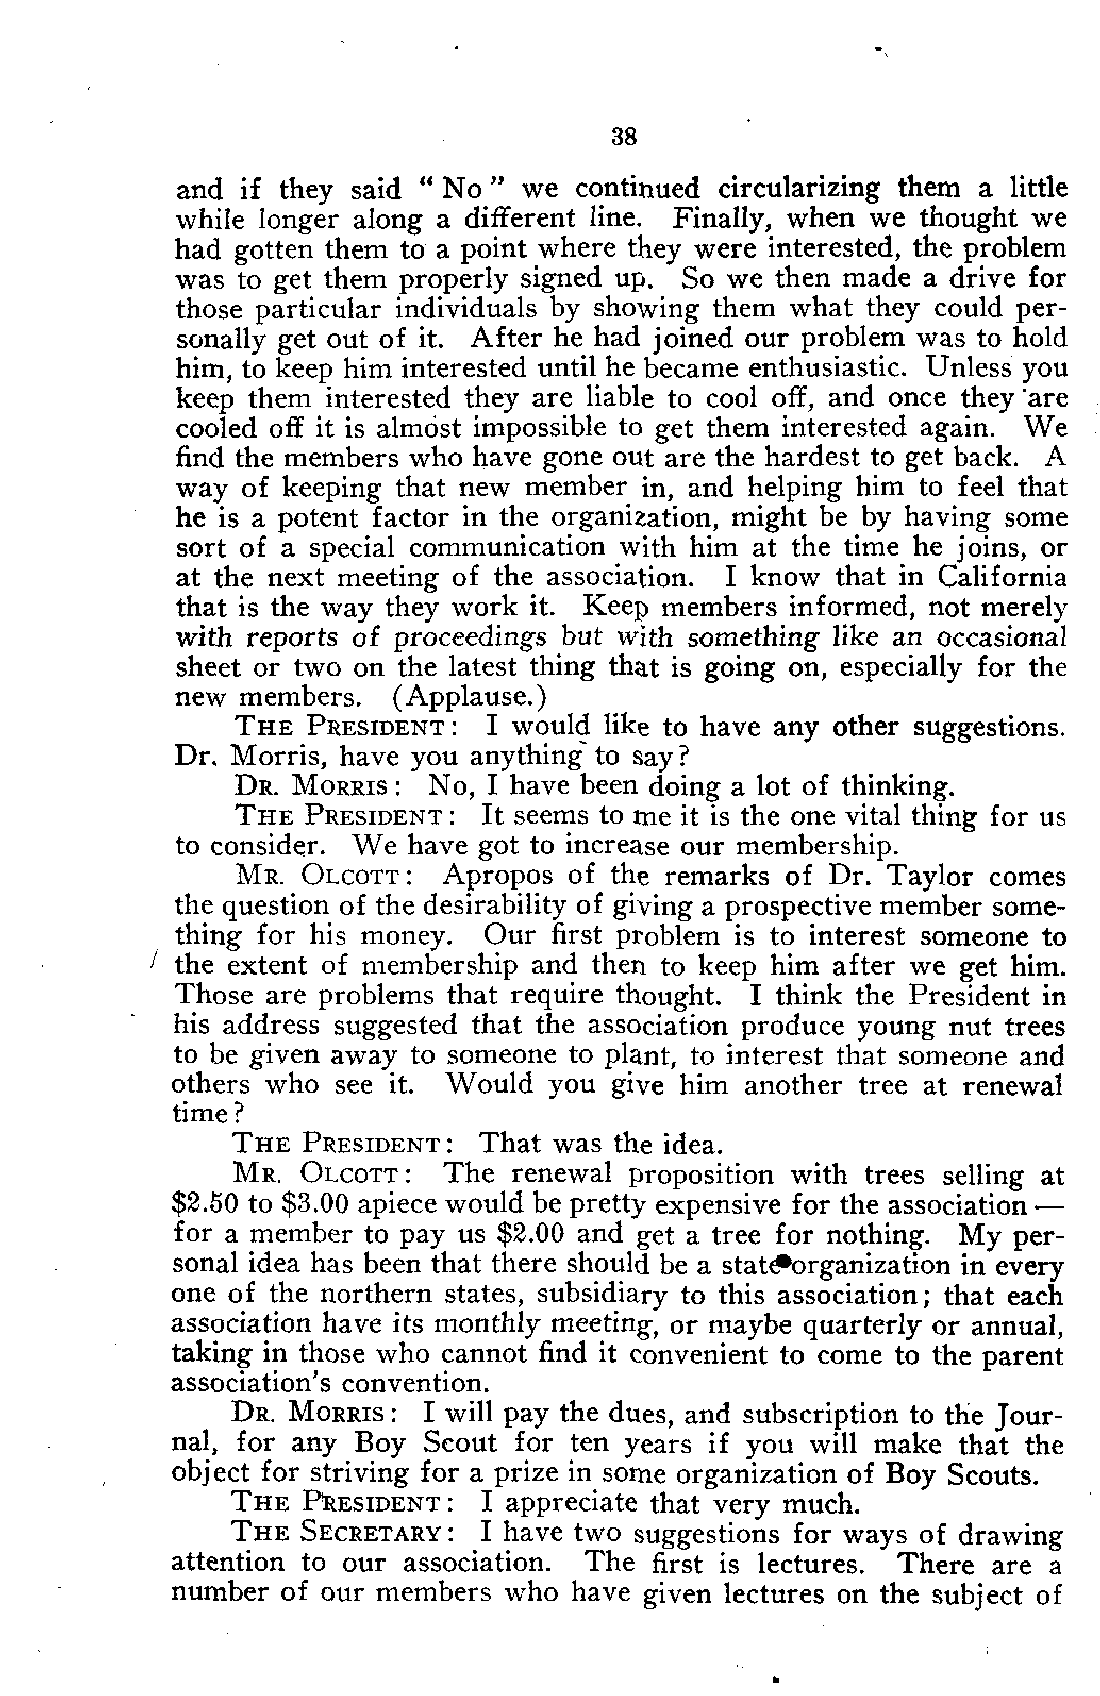 38
and if they said " No " we continued circularizing them a little
while longer along a different line. Finally, when we thought we
had gotten them to a point where they were interested, the problem
was to get them properly signed up. So we then made a drive for
those particular individuals by showing them what they could per-
sonally get out of it. After he had joined our problem was to hold
him, to keep him interested until he became enthusiastic. Unless you
keep them interested they are liable to cool off, and once they are
cooled off it is almost impossible to get them interested again. We
find the members who have gone out are the hardest to get back. A
way of keeping that new member in, and helping him to feel that
he is a potent factor in the organization, might be by having some
sort of a special communication with him at the time he joins, or
at the next meeting of the association. I know that in California
that is the way they work it. Keep members informed, not merely
with reports of proceedings but with something like an occasional
sheet or two on the latest thing that is going on, especially for the
new members. (Applause.)
THE PRESIDENT: I would like to have any other suggestions.
Dr. Morris, have you anything to say?
DR. MORRIS: No, I have been doing a lot of thinking.
THE PRESIDENT: It seems to me it is the one vital thing for us
to consider. We have got to increase our membership.
MR. OLCOTT: Apropos of the remarks of Dr. Taylor comes
the question of the desirability of giving a prospective member some-
thing for his money. Our first problem is to interest someone to
the extent of membership and then to keep him after we get him.
Those are problems that require thought. I think the President in
his address suggested that the association produce young nut trees
to be given away to someone to plant, to interest that someone and
others who see it. Would you give him another tree at renewal
time?
THE PRESIDENT: That was the idea.
MR. OLCOTT: The renewal proposition with trees selling at
$2.50 to $3.00 apiece would be pretty expensive for the association —
for a member to pay us $2.00 and get a tree for nothing. My per-
sonal idea has been that there should be a state organization in every
one of the northern states, subsidiary to this association; that each
association have its monthly meeting, or maybe quarterly or annual,
taking in those who cannot find it convenient to come to the parent
association's convention.
DR. MORRIS: I will pay the dues, and subscription to the Jour-
nal, for any Boy Scout for ten years if you will make that the
object for striving for a prize in some organization of Boy Scouts.
THE PRESIDENT: I appreciate that very much.
THE SECRETARY: I have two suggestions for ways of drawing
attention to our association. The first is lectures. There are a
number of our members who have given lectures on the subject of